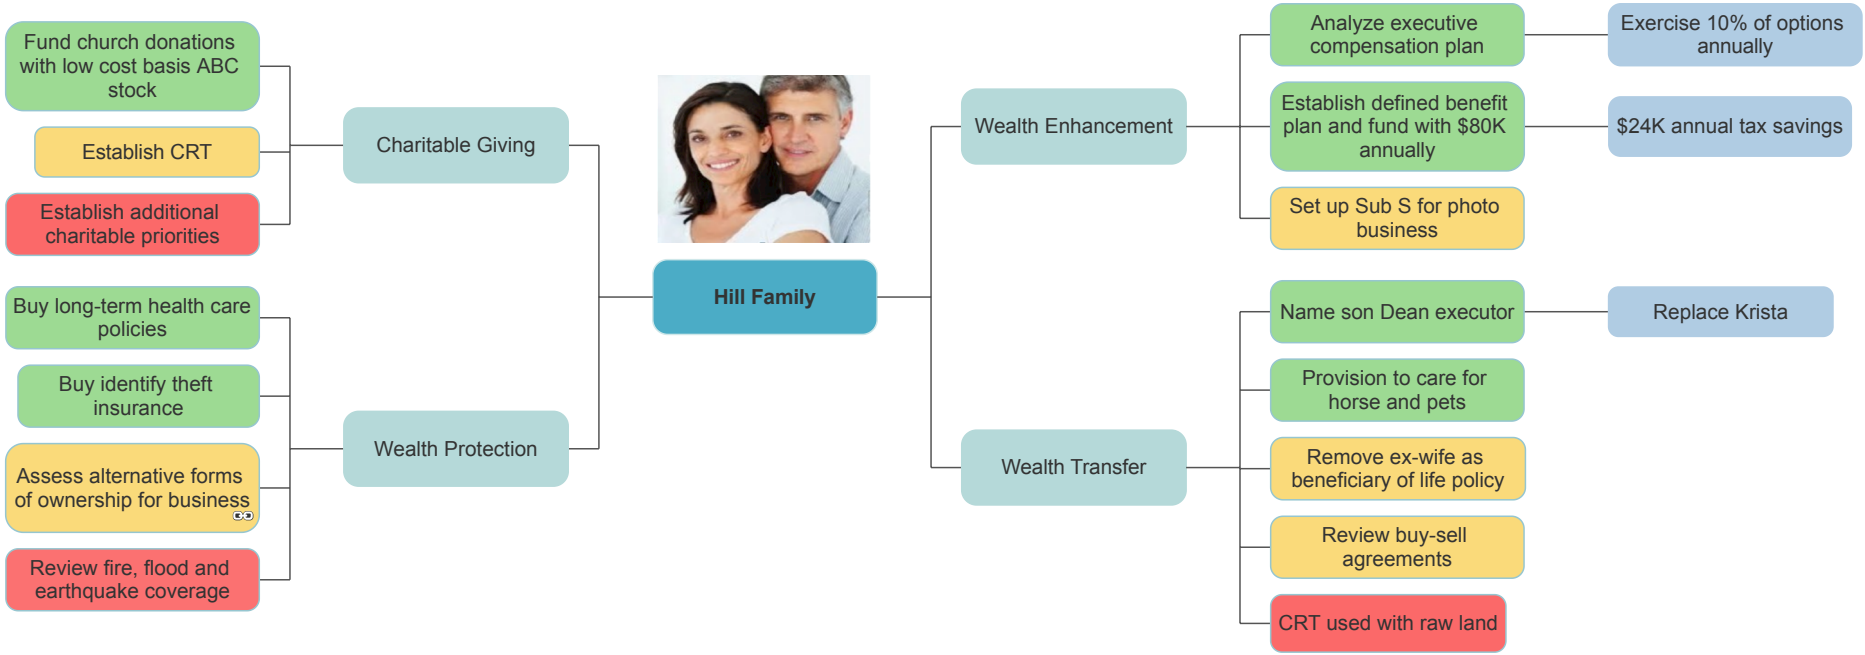 Fund church donations
with low cost basis ABC
stock
Establish CRT
Establish additional
charitable priorities
Charitable Giving
Buy long-term health care
policies
Buy identify theft
insurance
Assess alternative forms
of ownership for business
Review fire, flood and
earthquake coverage
Wealth Protection
Hill Family
Wealth Enhancement
Analyze executive
compensation plan
Exercise 10% of options
annually
Establish defined benefit
plan and fund with $80K
annually
$24K annual tax savings
Set up Sub S for photo
business
Wealth Transfer
Name son Dean executor
Replace Krista
Provision to care for
horse and pets
Remove ex-wife as
beneficiary of life policy
Review buy-sell
agreements
CRT used with raw land